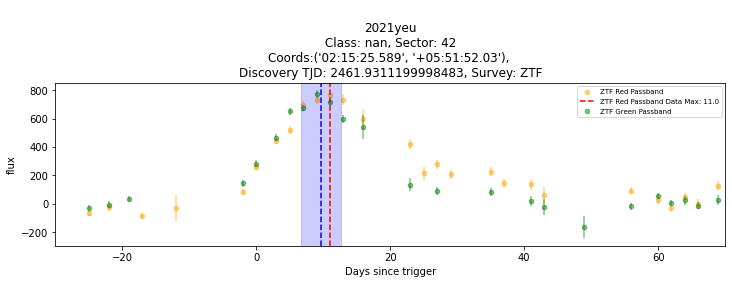 2021yeu
Class: nan, Sector: 42
Coords:('02:15:25.589', '+05:51:52.03'),
Discovery TJD: 2461.9311199998483, Survey: ZTF
ZTF Red Passband
ZTF Red Passband Data Max: 11.0
ZTF Green Passband
flux
800
600
400
200
0
−200
−20
0
20
40
60
Days since trigger